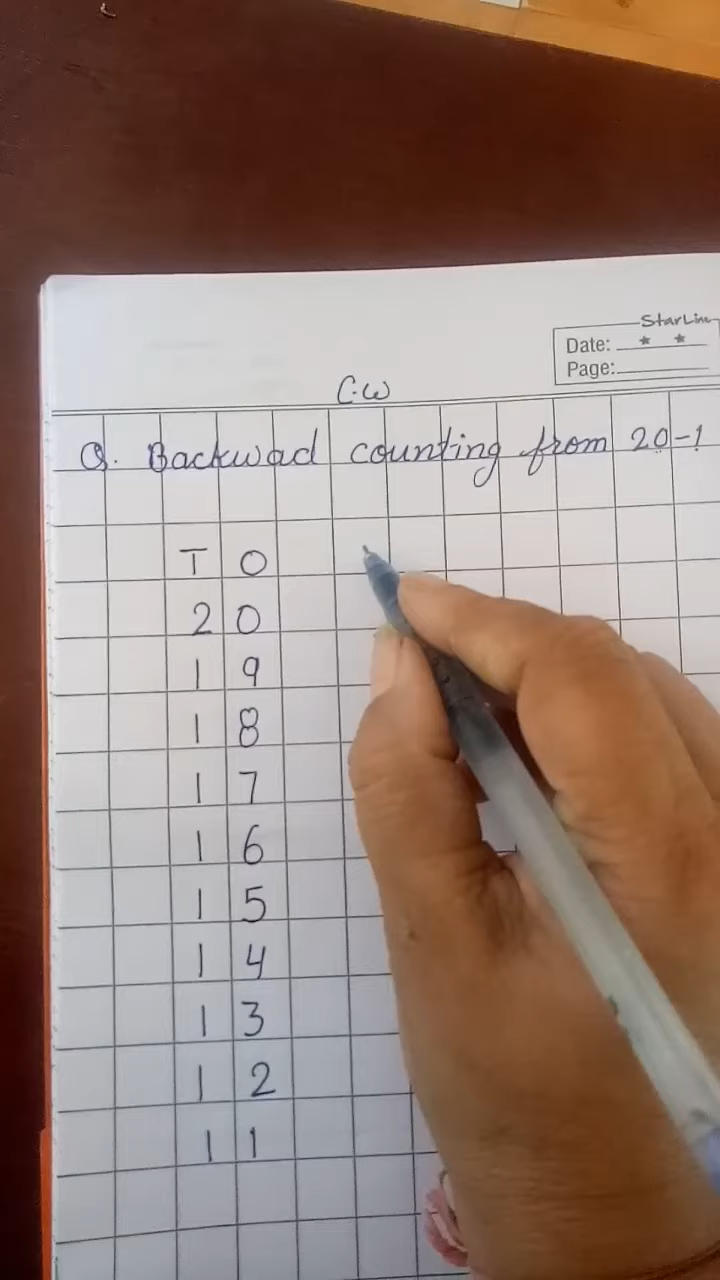 StarLine
Date:
Page:
C.W
Q. Backwad counting from 20-1
T O
2 0
1 9
1 8
1 7
1 6
1 5
1 4
1 3
1 2
1 1